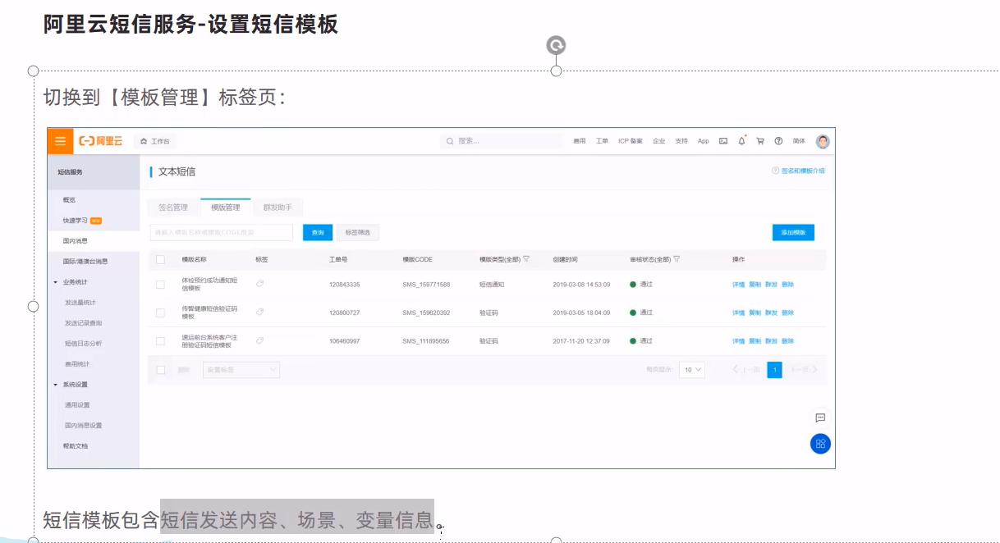 阿里云短信服务-设置短信模板
切换到【模板管理】标签页：
阿里云 工作台 搜索... 费用 工单 ICP 备案 企业 支持 App 简体
短信服务
文本短信
签名和模板介绍
概览
快速学习
国内消息
国际/港澳台消息
业务统计
发送量统计
发送记录查询
短信日志分析
费用统计
系统设置
通用设置
国内消息设置
帮助文档
签名管理 模板管理 群发助手
请输入模版名称或模版CODE查询 查询 标签筛选 添加模版
模版名称 标签 工单号 模版CODE 模版类型(全部) 创建时间 审核状态(全部) 操作
体检预约成功通知短
信模板
120843335 SMS_159771588 短信通知 2019-03-08 14:53:09 通过 详情 复制 群发 删除
传智健康短信验证码
模板
120800727 SMS_159620392 验证码 2019-03-05 18:04:09 通过 详情 复制 群发 删除
速运前台系统客户注
册验证码短信模板
106460997 SMS_111895656 验证码 2017-11-20 12:37:09 通过 详情 复制 群发 删除
删除 设置标签 每页显示: 10 上一页 1 下一页
短信模板包含短信发送内容、场景、变量信息。